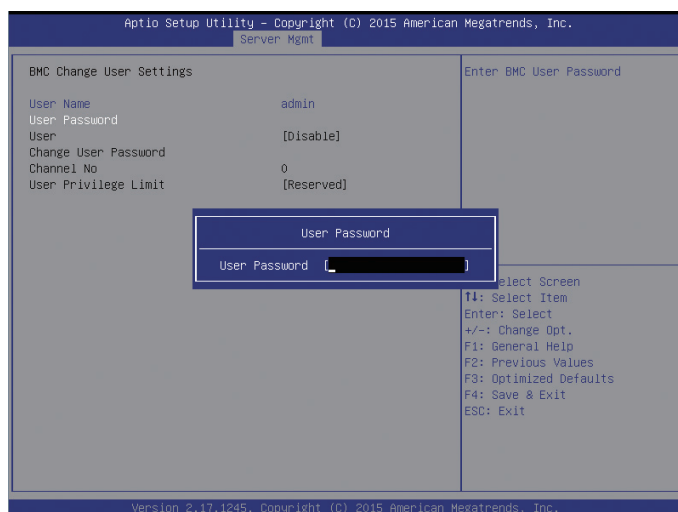 Aptio Setup Utility – Copyright (C) 2015 American Megatrends, Inc.
Server Mgmt
BMC Change User Settings
User Name admin
User Password
User [Disable]
Change User Password
Channel No 0
User Privilege Limit [Reserved]
Enter BMC User Password
User Password
User Password [ ]
elect Screen
↑↓: Select Item
Enter: Select
+/-: Change Opt.
F1: General Help
F2: Previous Values
F3: Optimized Defaults
F4: Save & Exit
ESC: Exit
Version 2.17.1245. Copyright (C) 2015 American Megatrends, Inc.